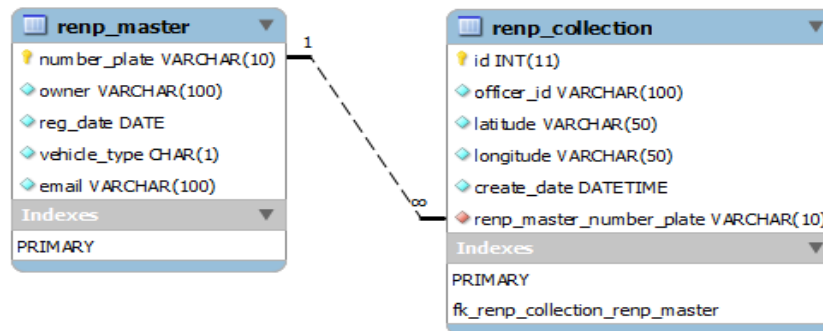 renp_master
number_plate VARCHAR(10)
owner VARCHAR(100)
reg_date DATE
vehicle_type CHAR(1)
email VARCHAR(100)
Indexes
PRIMARY
1
∞
renp_collection
id INT(11)
officer_id VARCHAR(100)
latitude VARCHAR(50)
longitude VARCHAR(50)
create_date DATETIME
renp_master_number_plate VARCHAR(10)
Indexes
PRIMARY
fk_renp_collection_renp_master